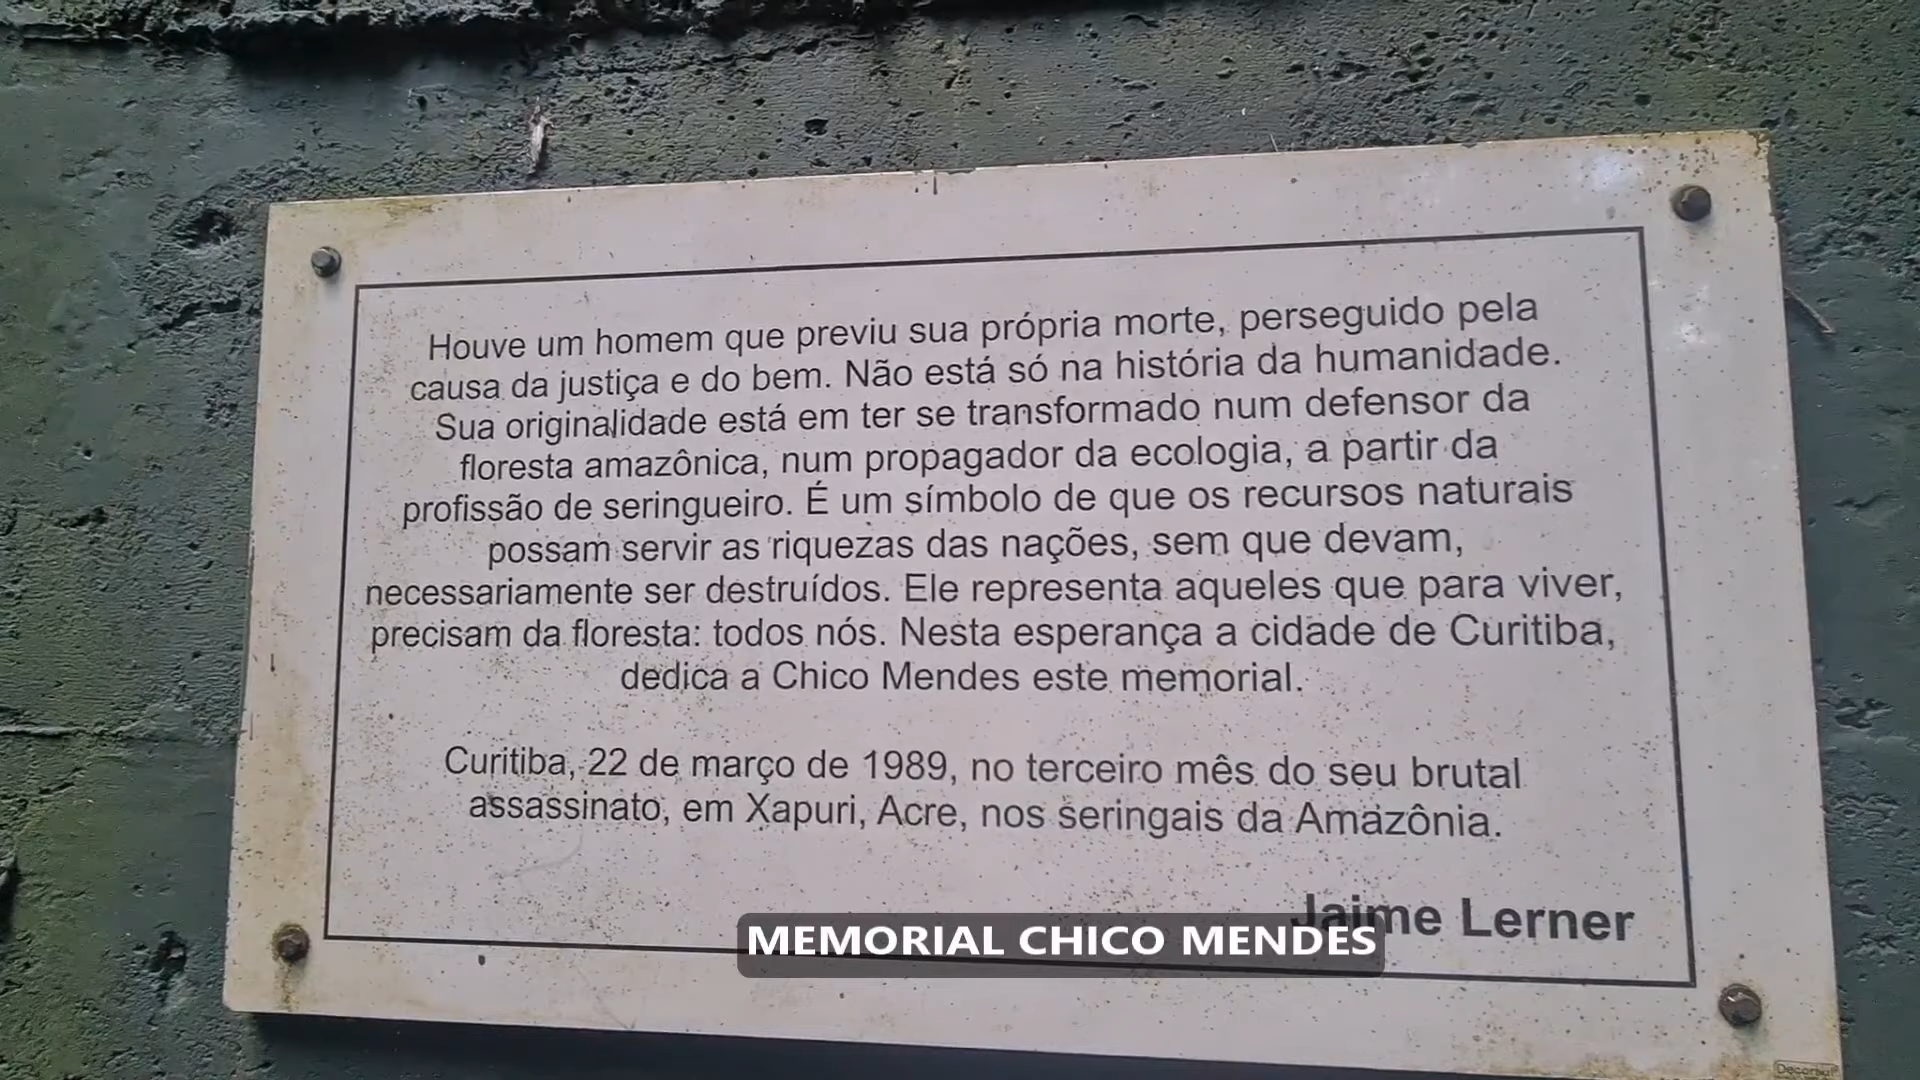 Houve um homem que previu sua própria morte, perseguido pela
causa da justiça e do bem. Não está só na história da humanidade.
Sua originalidade está em ter se transformado num defensor da
floresta amazônica, num propagador da ecologia, a partir da
profissão de seringueiro. É um símbolo de que os recursos naturais
possam servir as riquezas das nações, sem que devam,
necessariamente ser destruídos. Ele representa aqueles que para viver,
precisam da floresta: todos nós. Nesta esperança a cidade de Curitiba,
dedica a Chico Mendes este memorial.
Curitiba, 22 de março de 1989, no terceiro mês do seu brutal
assassinato, em Xapuri, Acre, nos seringais da Amazônia.
Jaime Lerner
MEMORIAL CHICO MENDES